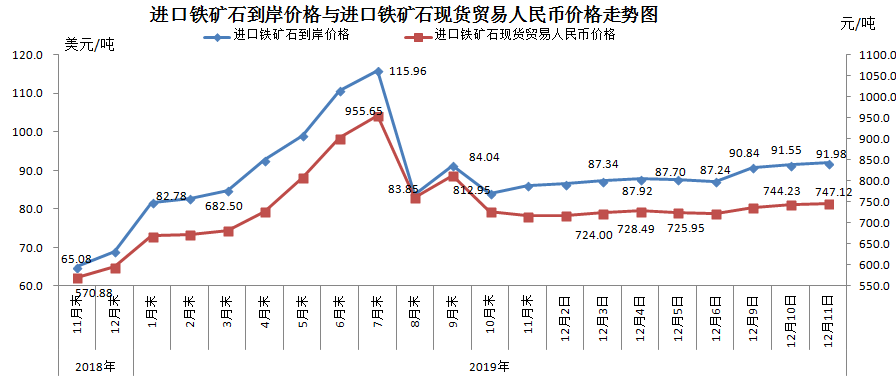 进口铁矿石到岸价格与进口铁矿石现货贸易人民币价格走势图
美元/吨
元/吨
进口铁矿石到岸价格
进口铁矿石现货贸易人民币价格
120.0
110.0
100.0
90.0
80.0
70.0
60.0
1100.0
1050.0
1000.0
950.0
900.0
850.0
800.0
750.0
700.0
650.0
600.0
550.0
65.08
82.78
115.96
83.85
84.04
87.34
87.92
87.70
87.24
90.84
91.55
91.98
570.88
682.50
955.65
812.95
724.00
728.49
725.95
744.23
747.12
11月末
12月末
1月末
2月末
3月末
4月末
5月末
6月末
7月末
8月末
9月末
10月末
11月末
12月2日
12月3日
12月4日
12月5日
12月6日
12月9日
12月10日
12月11日
2018年
2019年